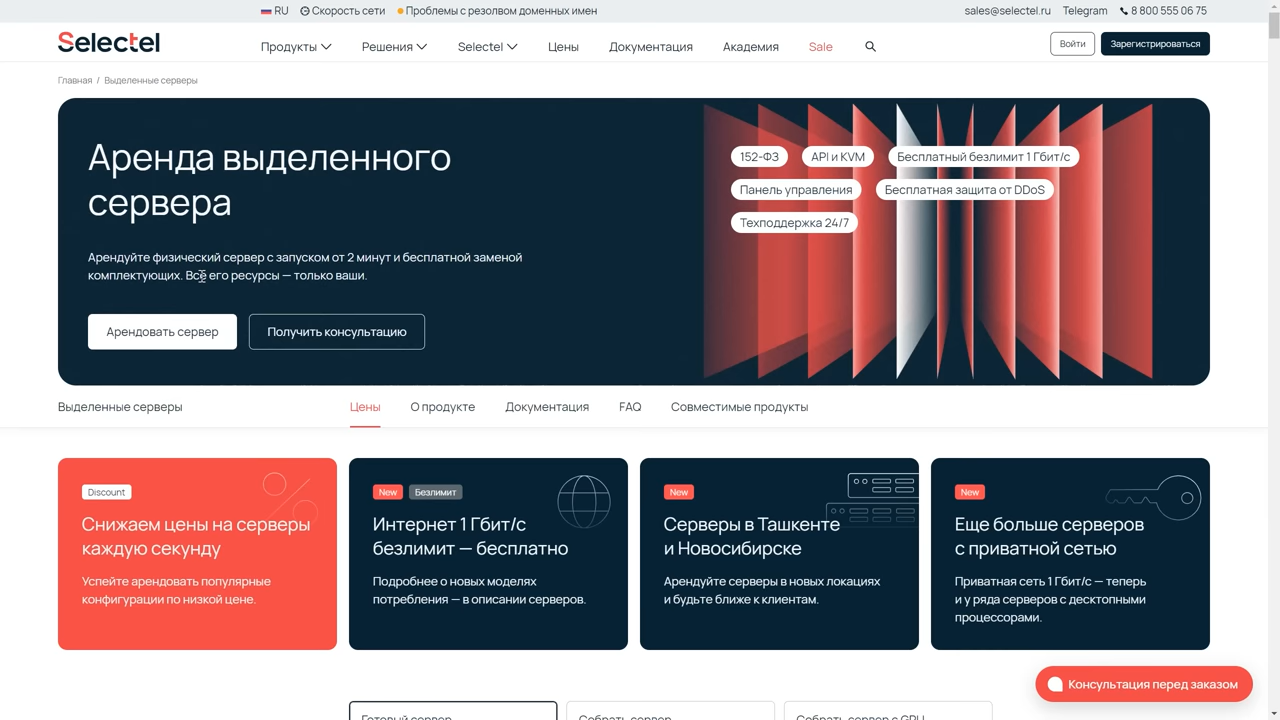 RU Скорость сети Проблемы с резолвом доменных имен sales@selectel.ru Telegram 8 800 555 06 75
Selectel Продукты Решения Selectel Цены Документация Академия Sale Войти Зарегистрироваться
Главная / Выделенные серверы
Аренда выделенного
сервера
Арендуйте физический сервер с запуском от 2 минут и бесплатной заменой
комплектующих. Все его ресурсы — только ваши.
Арендовать сервер Получить консультацию
152-ФЗ API и KVM Бесплатный безлимит 1 Гбит/с
Панель управления Бесплатная защита от DDoS
Техподдержка 24/7
Выделенные серверы Цены О продукте Документация FAQ Совместимые продукты
Discount
Снижаем цены на серверы
каждую секунду
Успейте арендовать популярные
конфигурации по низкой цене.
New Безлимит
Интернет 1 Гбит/с
безлимит — бесплатно
Подробнее о новых моделях
потребления — в описании серверов.
New
Серверы в Ташкенте
и Новосибирске
Арендуйте серверы в новых локациях
и будьте ближе к клиентам.
New
Еще больше серверов
с приватной сетью
Приватная сеть 1 Гбит/с — теперь
и у ряда серверов с десктопными
процессорами.
Консультация перед заказом
Готовый сервер Собрать сервер Собрать сервер с GPU